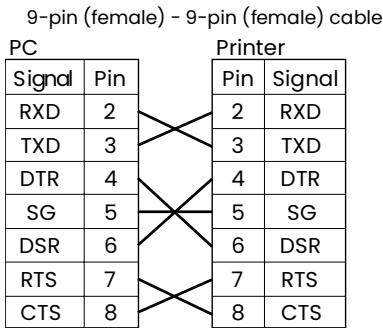 9-pin (female) - 9-pin (female) cable
PC Printer
Signal Pin Pin Signal
RXD 2 2 RXD
TXD 3 3 TXD
DTR 4 4 DTR
SG 5 5 SG
DSR 6 6 DSR
RTS 7 7 RTS
CTS 8 8 CTS